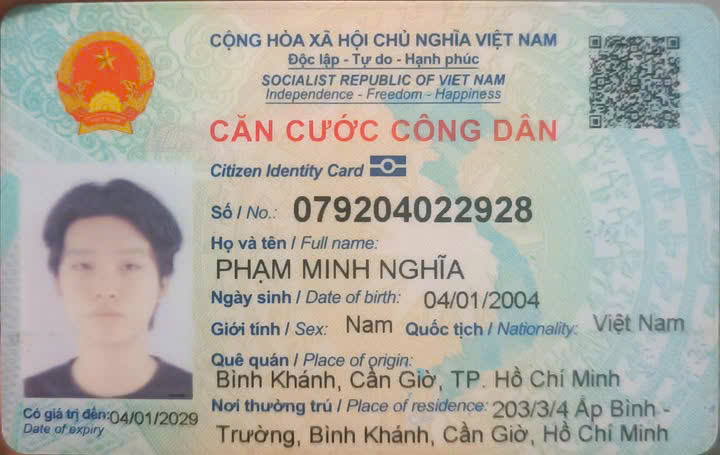 CỘNG HÒA XÃ HỘI CHỦ NGHĨA VIỆT NAM
Độc lập - Tự do - Hạnh phúc
SOCIALIST REPUBLIC OF VIET NAM
Independence - Freedom - Happiness
CĂN CƯỚC CÔNG DÂN
Citizen Identity Card
Số / No.: 079204022928
Họ và tên / Full name:
PHẠM MINH NGHĨA
Ngày sinh / Date of birth: 04/01/2004
Giới tính / Sex: Nam Quốc tịch / Nationality: Việt Nam
Quê quán / Place of origin:
Bình Khánh, Cần Giờ, TP. Hồ Chí Minh
Nơi thường trú / Place of residence: 203/3/4 Ấp Bình -
Trường, Bình Khánh, Cần Giờ, Hồ Chí Minh
Có giá trị đến: 04/01/2029
Date of expiry